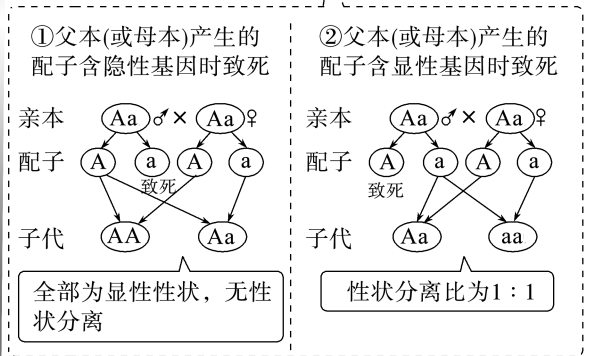 ①父本(或母本)产生的
配子含隐性基因时致死
亲本 Aa♂×Aa♀
配子 A a A a
致死
子代 AA Aa
全部为显性性状，无性
状分离
②父本(或母本)产生的
配子含显性基因时致死
亲本 Aa♂×Aa♀
配子 A a A a
致死
子代 Aa aa
性状分离比为1∶1